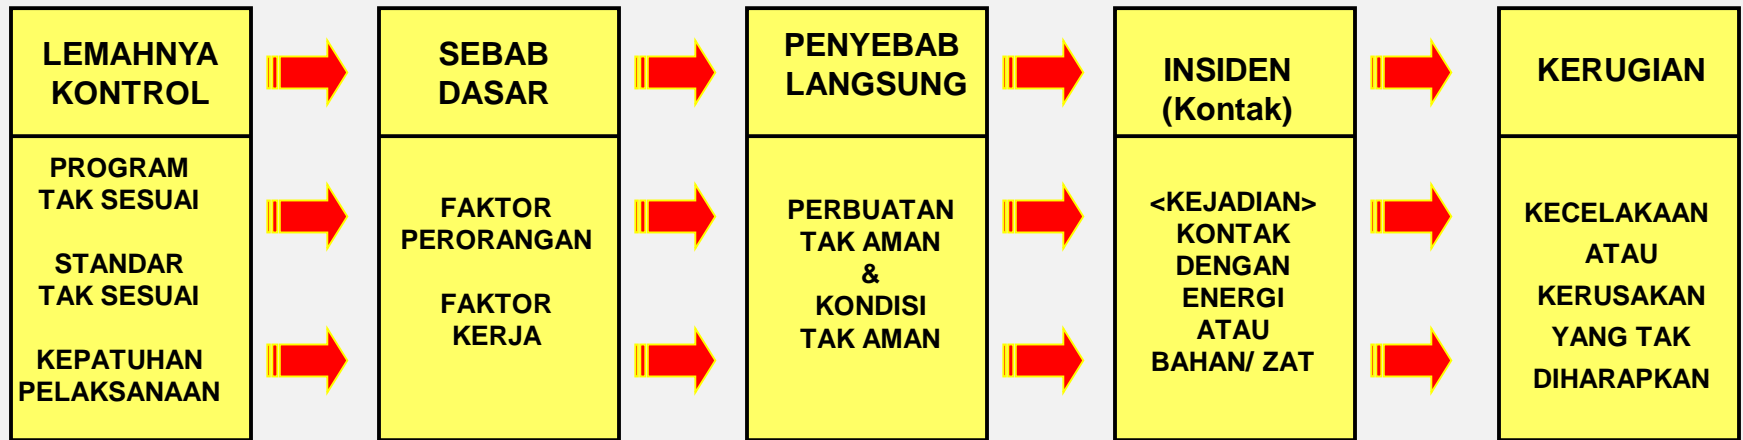 LEMAHNYA
KONTROL
PROGRAM
TAK SESUAI
STANDAR
TAK SESUAI
KEPATUHAN
PELAKSANAAN
SEBAB
DASAR
FAKTOR
PERORANGAN
FAKTOR
KERJA
PENYEBAB
LANGSUNG
PERBUATAN
TAK AMAN
&
KONDISI
TAK AMAN
INSIDEN
(Kontak)
<KEJADIAN>
KONTAK
DENGAN
ENERGI
ATAU
BAHAN/ ZAT
KERUGIAN
KECELAKAAN
ATAU
KERUSAKAN
YANG TAK
DIHARAPKAN